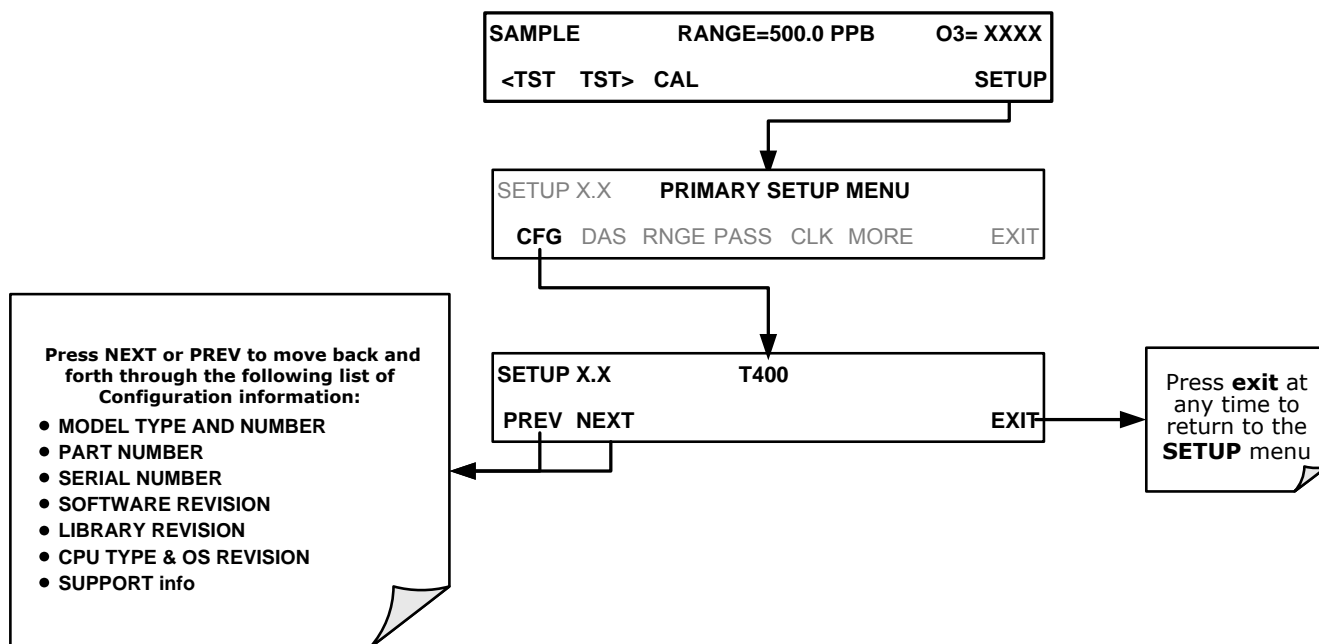 SAMPLE RANGE=500.0 PPB O3= XXXX
<TST TST> CAL SETUP
SETUP X.X PRIMARY SETUP MENU
CFG DAS RNGE PASS CLK MORE EXIT
Press NEXT or PREV to move back and
forth through the following list of
Configuration information:
● MODEL TYPE AND NUMBER
● PART NUMBER
● SERIAL NUMBER
● SOFTWARE REVISION
● LIBRARY REVISION
● CPU TYPE & OS REVISION
● SUPPORT info
SETUP X.X T400
PREV NEXT EXIT
Press exit at
any time to
return to the
SETUP menu